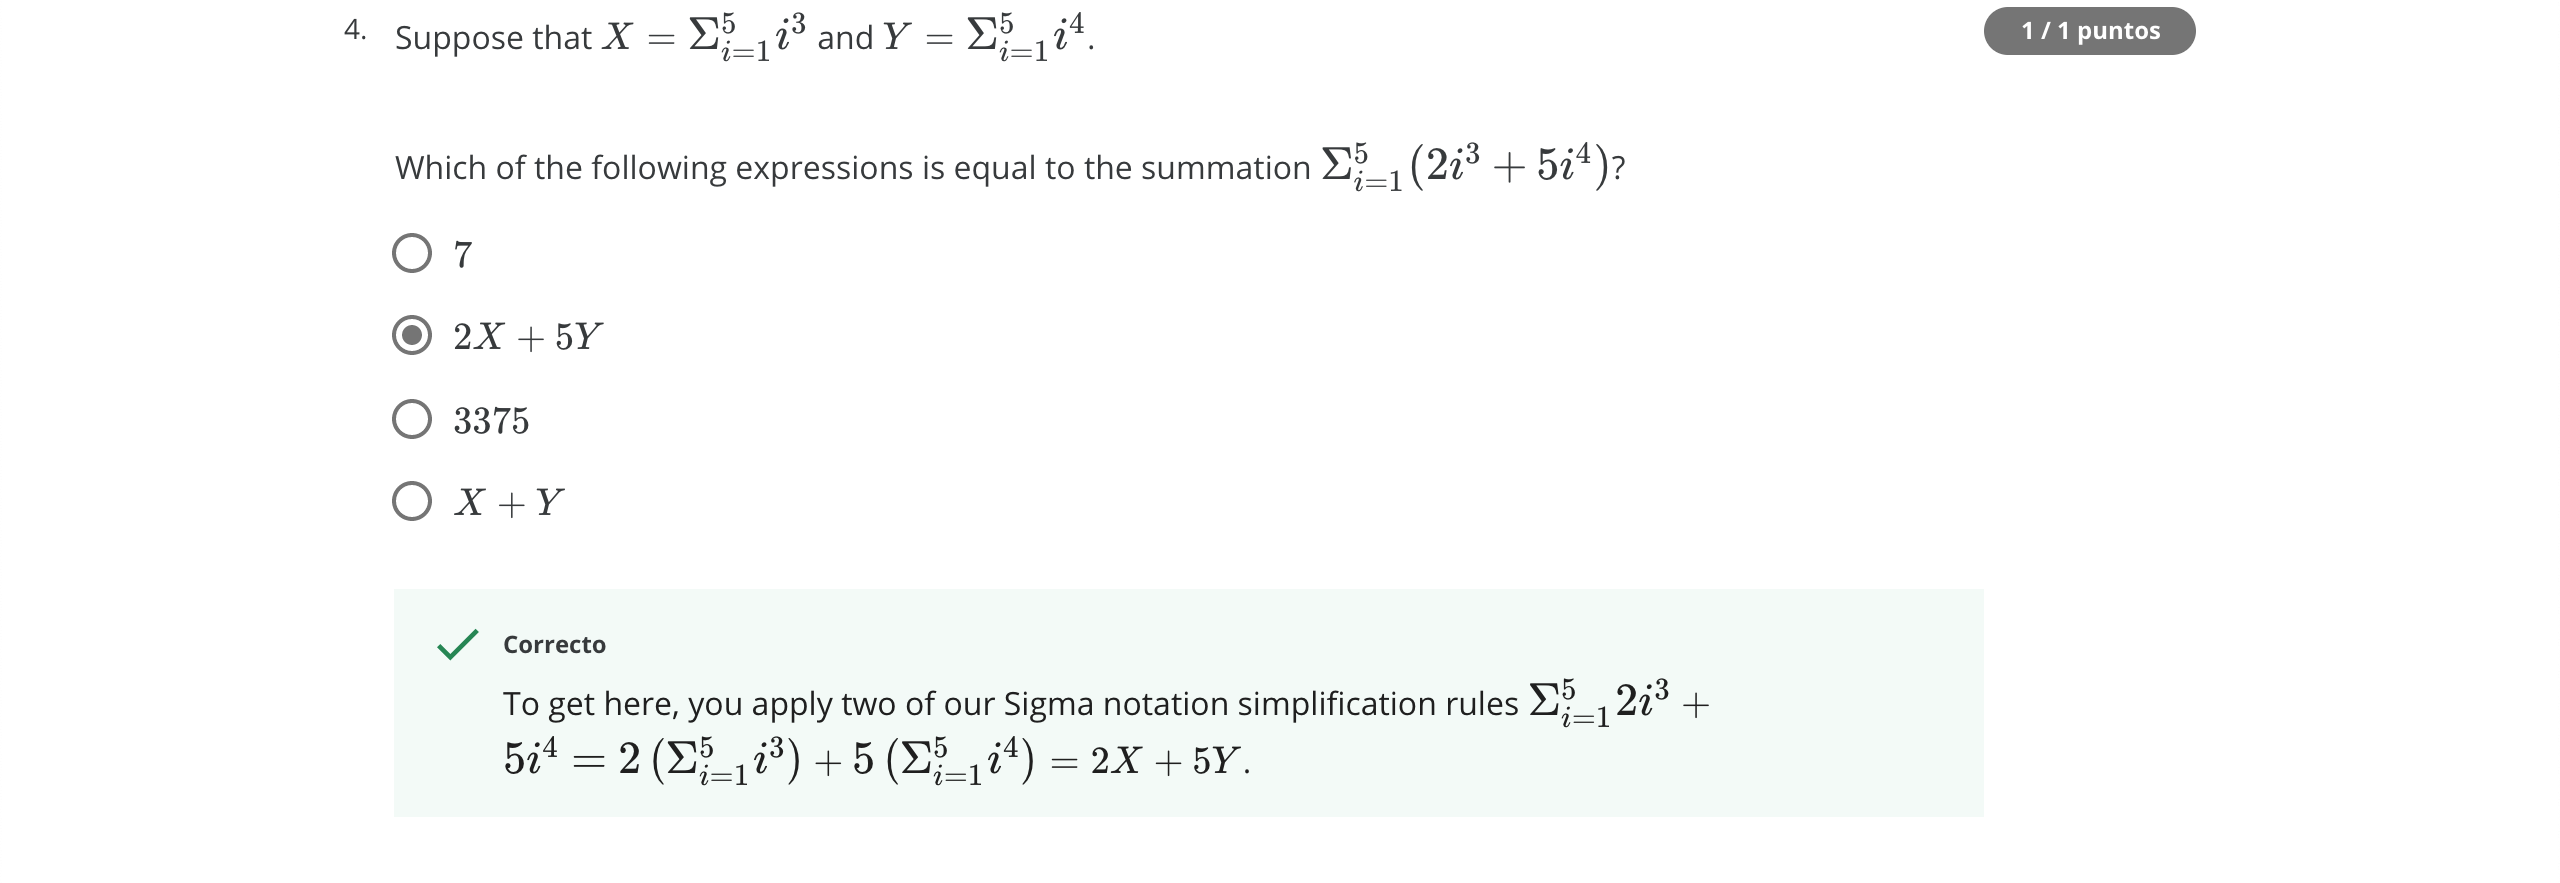 4. Suppose that $X = \Sigma_{i=1}^{5} i^3$ and $Y = \Sigma_{i=1}^{5} i^4$.
1 / 1 puntos
Which of the following expressions is equal to the summation $\Sigma_{i=1}^{5} (2i^3 + 5i^4)$?
7
$2X + 5Y$
3375
$X + Y$
Correcto
To get here, you apply two of our Sigma notation simplification rules $\Sigma_{i=1}^{5} 2i^3 +$
$5i^4 = 2 \left(\Sigma_{i=1}^{5} i^3\right) + 5 \left(\Sigma_{i=1}^{5} i^4\right) = 2X + 5Y.$